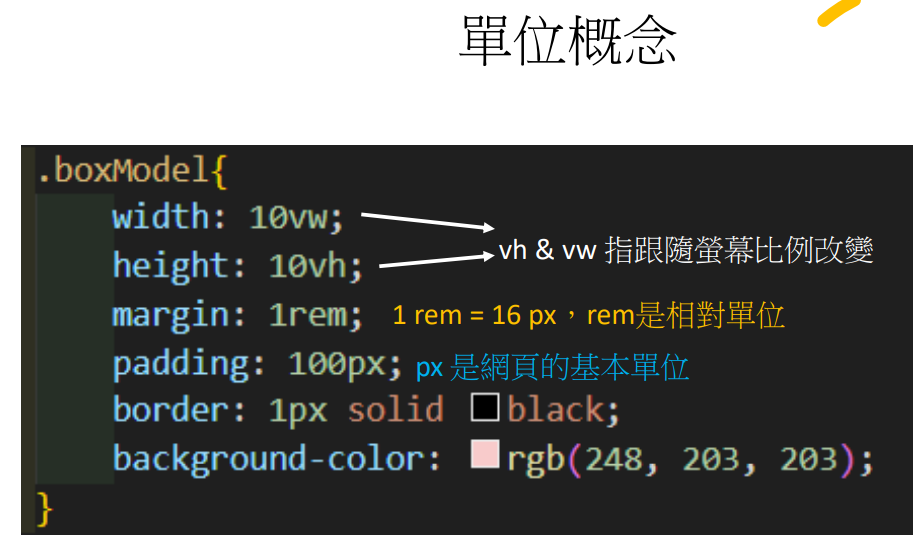 單位概念
.boxModel{
width: 10vw;
height: 10vh;
vh & vw 指跟隨螢幕比例改變
margin: 1rem; 1 rem = 16 px，rem是相對單位
padding: 100px; px 是網頁的基本單位
border: 1px solid black;
background-color: rgb(248, 203, 203);
}